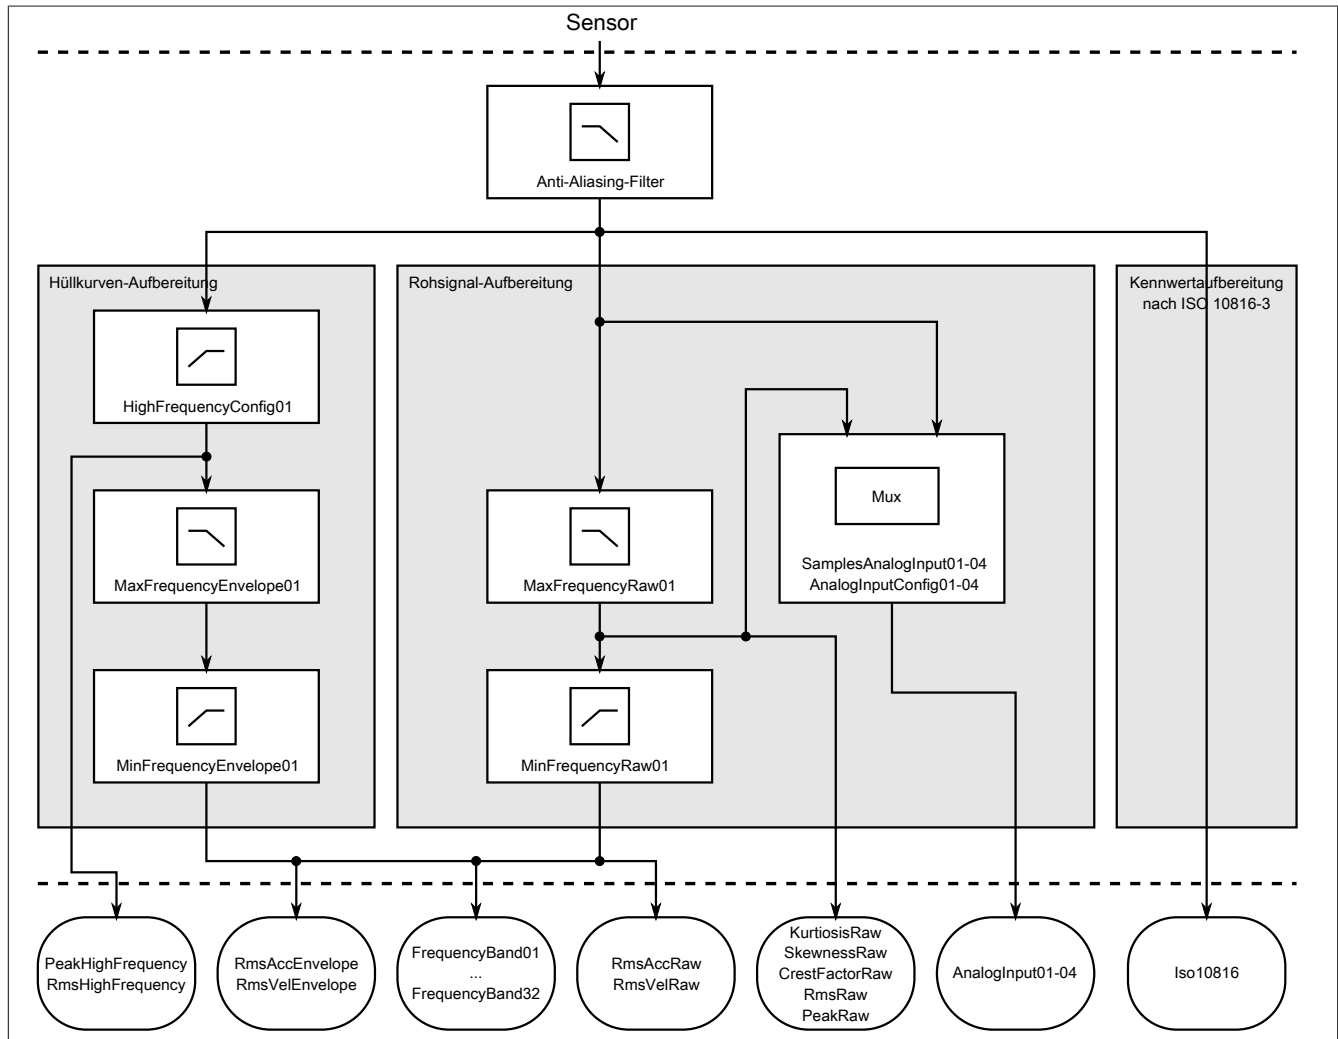 Sensor
Anti-Aliasing-Filter
Hüllkurven-Aufbereitung
Rohsignal-Aufbereitung
Kennwertaufbereitung
nach ISO 10816-3
HighFrequencyConfig01
Mux
MaxFrequencyEnvelope01
MaxFrequencyRaw01
SamplesAnalogInput01-04
AnalogInputConfig01-04
MinFrequencyEnvelope01
MinFrequencyRaw01
PeakHighFrequency
RmsHighFrequency
RmsAccEnvelope
RmsVelEnvelope
FrequencyBand01
...
FrequencyBand32
RmsAccRaw
RmsVelRaw
KurtiosisRaw
SkewnessRaw
CrestFactorRaw
RmsRaw
PeakRaw
AnalogInput01-04
Iso10816